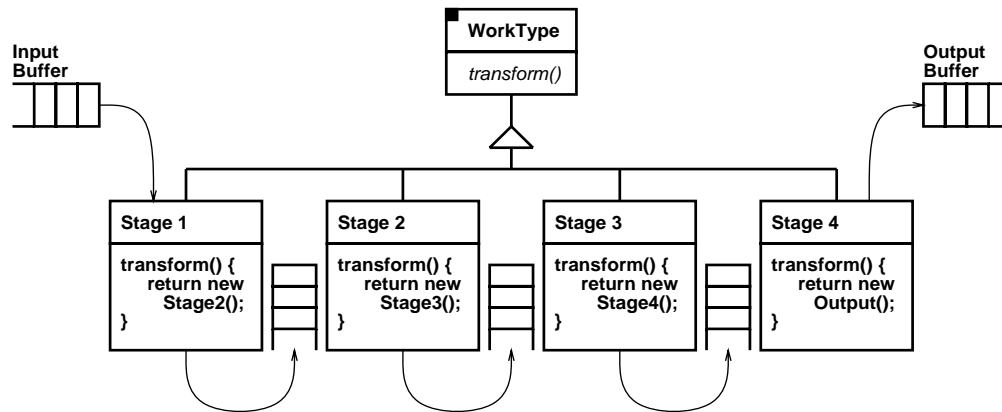 WorkType
transform()
Input
Buffer
Output
Buffer
Stage 1
transform() {
return new
Stage2();
}
Stage 2
transform() {
return new
Stage3();
}
Stage 3
transform() {
return new
Stage4();
}
Stage 4
transform() {
return new
Output();
}